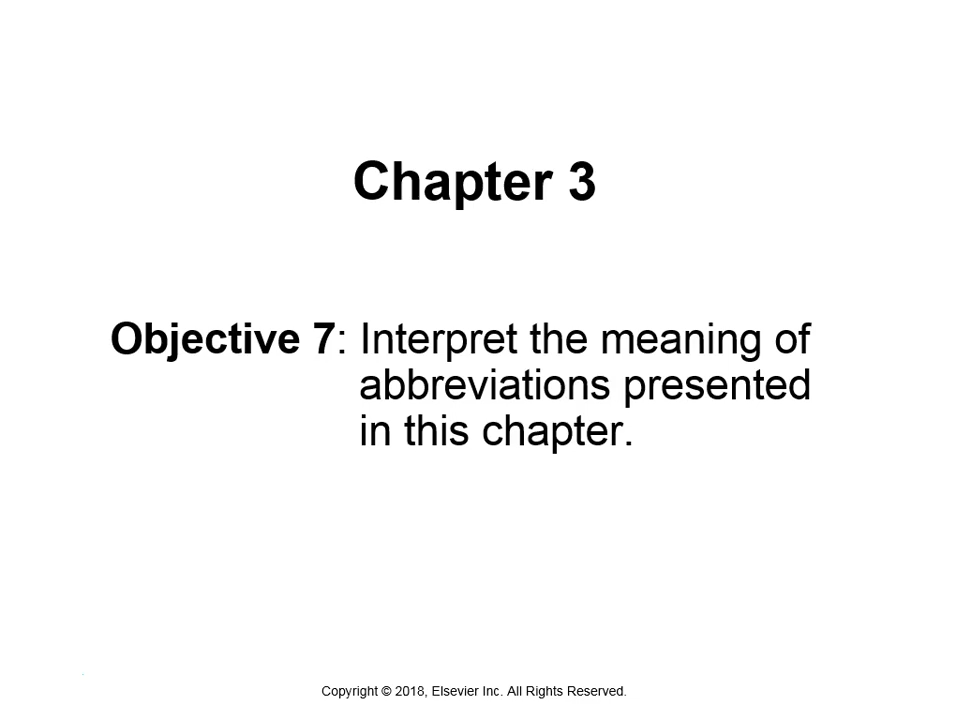 Chapter 3
Objective 7: Interpret the meaning of
abbreviations presented
in this chapter.
Copyright © 2018, Elsevier Inc. All Rights Reserved.